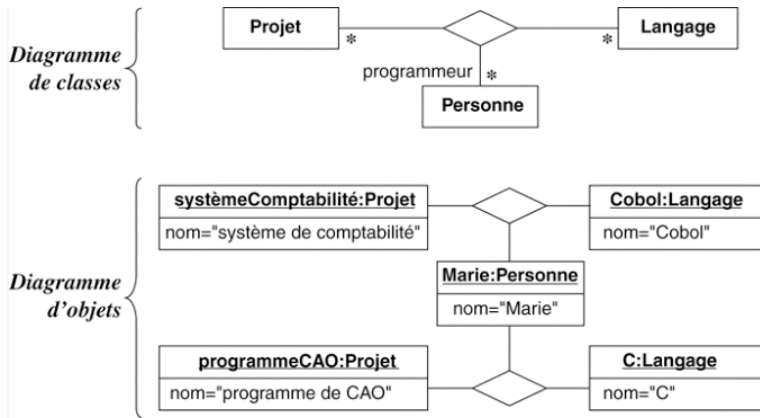 Diagramme
de classes
Projet
*
*
Langage
programmeur
*
Personne
Diagramme
d'objets
systèmeComptabilité:Projet
nom="système de comptabilité"
Cobol:Langage
nom="Cobol"
Marie:Personne
nom="Marie"
programmeCAO:Projet
nom="programme de CAO"
C:Langage
nom="C"